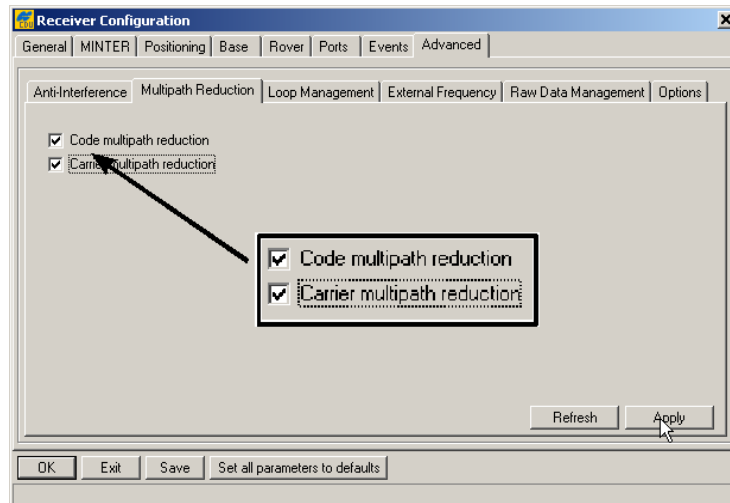 Receiver Configuration
General MINTER Positioning Base Rover Ports Events Advanced
Anti-Interference Multipath Reduction Loop Management External Frequency Raw Data Management Options
Code multipath reduction
Carrier multipath reduction
Code multipath reduction
Carrier multipath reduction
Refresh Apply
OK Exit Save Set all parameters to defaults